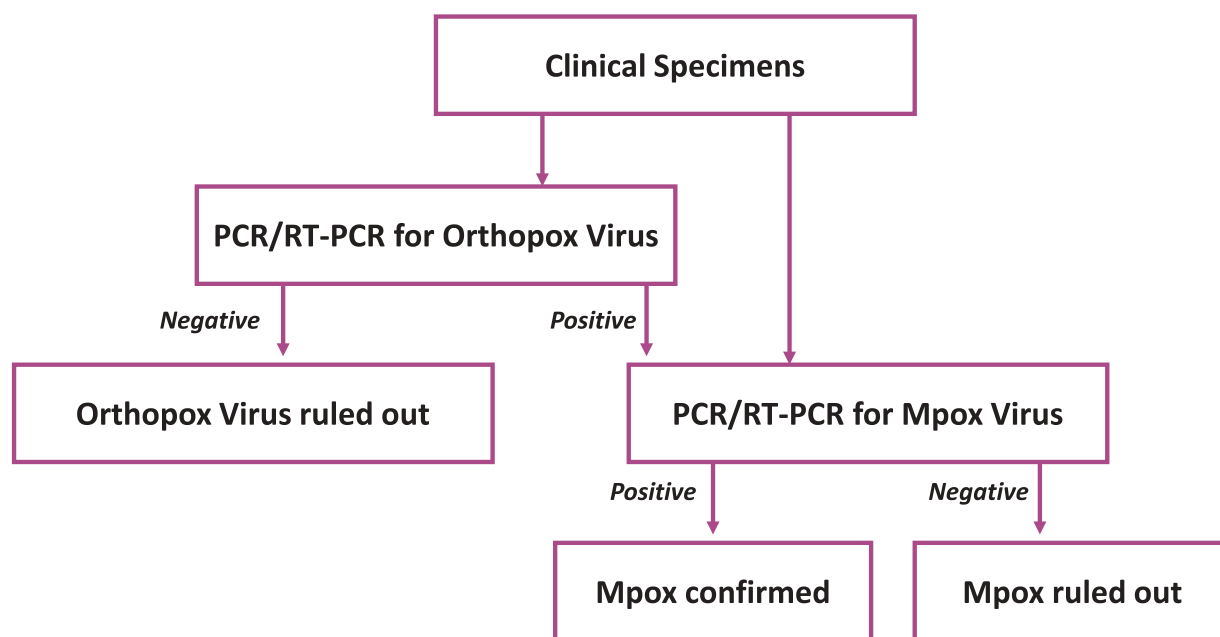 Clinical Specimens
PCR/RT-PCR for Orthopox Virus
Negative
Positive
Orthopox Virus ruled out
PCR/RT-PCR for Mpox Virus
Positive
Negative
Mpox confirmed
Mpox ruled out